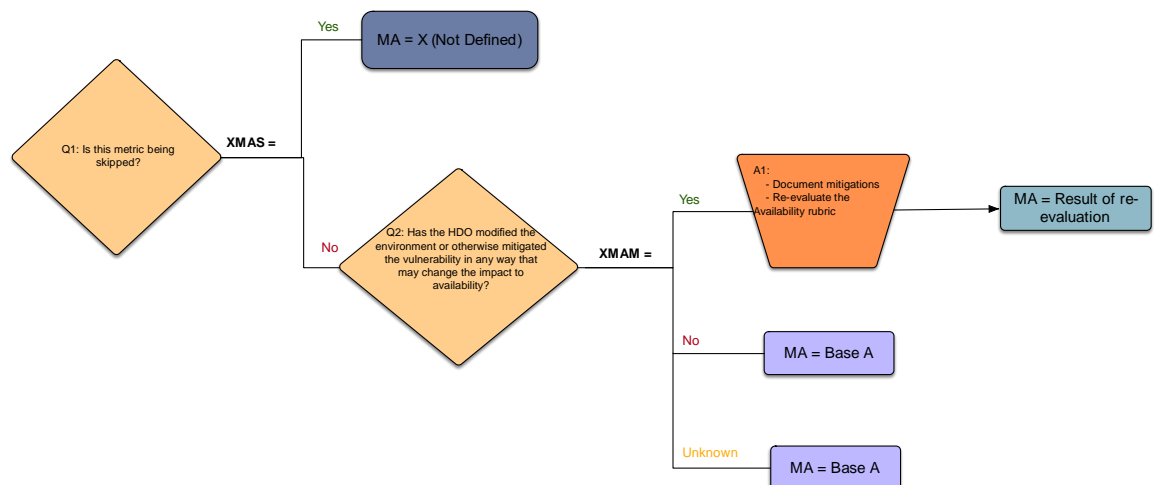 Yes
MA = X (Not Defined)
Q1: Is this metric being
skipped?
XMAS =
No
Q2: Has the HDO modified the
environment or otherwise mitigated
the vulnerability in any way that
may change the impact to
availability?
XMAM =
Yes
A1:
- Document mitigations
- Re-evaluate the
Availability rubric
MA = Result of re-
evaluation
No
MA = Base A
Unknown
MA = Base A